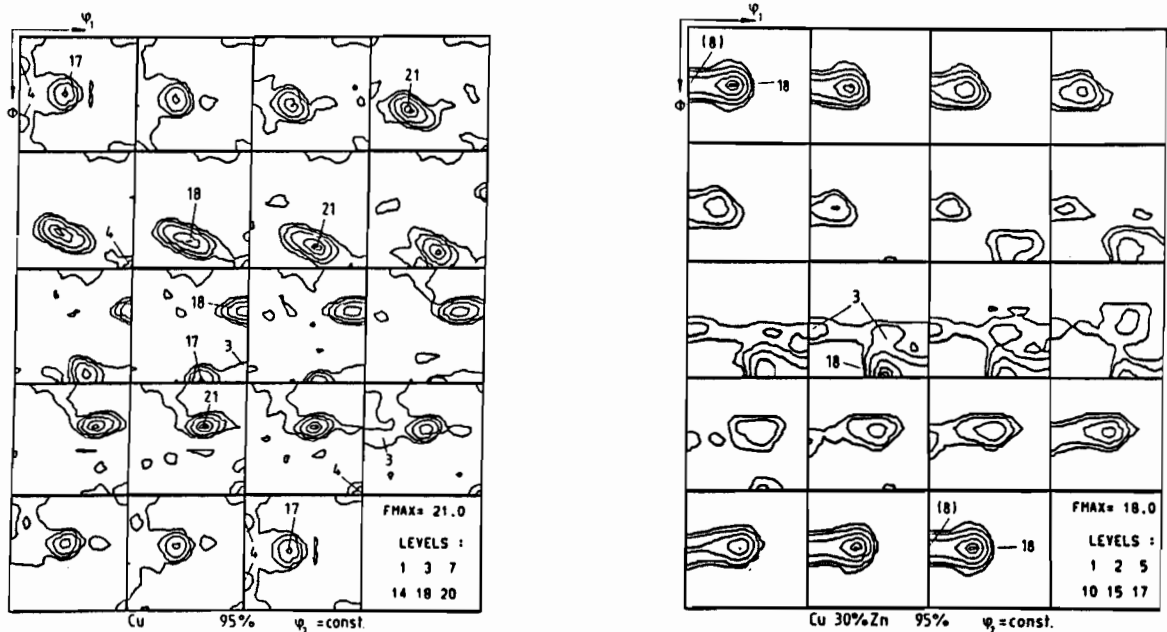 φ₁
Φ
17
4
21
4
18
21
18
17
3
21
3
4
17
4
FMAX= 21.0
LEVELS :
1 3 7
14 18 20
Cu 95% φ₂ =const.
φ₁
Φ
(8)
18
3
18
(8)
18
FMAX= 18.0
LEVELS :
1 2 5
10 15 17
Cu 30%Zn 95% φ₂ =const.